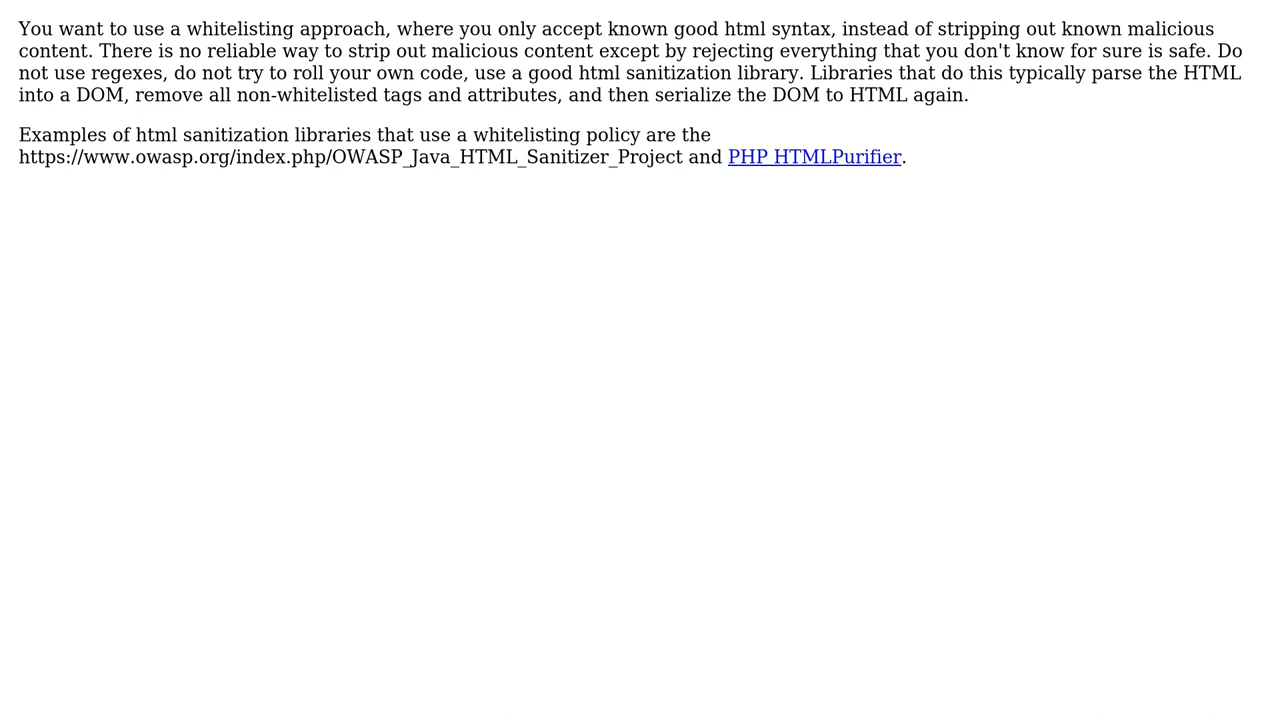 You want to use a whitelisting approach, where you only accept known good html syntax, instead of stripping out known malicious
content. There is no reliable way to strip out malicious content except by rejecting everything that you don't know for sure is safe. Do
not use regexes, do not try to roll your own code, use a good html sanitization library. Libraries that do this typically parse the HTML
into a DOM, remove all non-whitelisted tags and attributes, and then serialize the DOM to HTML again.
Examples of html sanitization libraries that use a whitelisting policy are the
https://www.owasp.org/index.php/OWASP_Java_HTML_Sanitizer_Project and PHP HTMLPurifier.